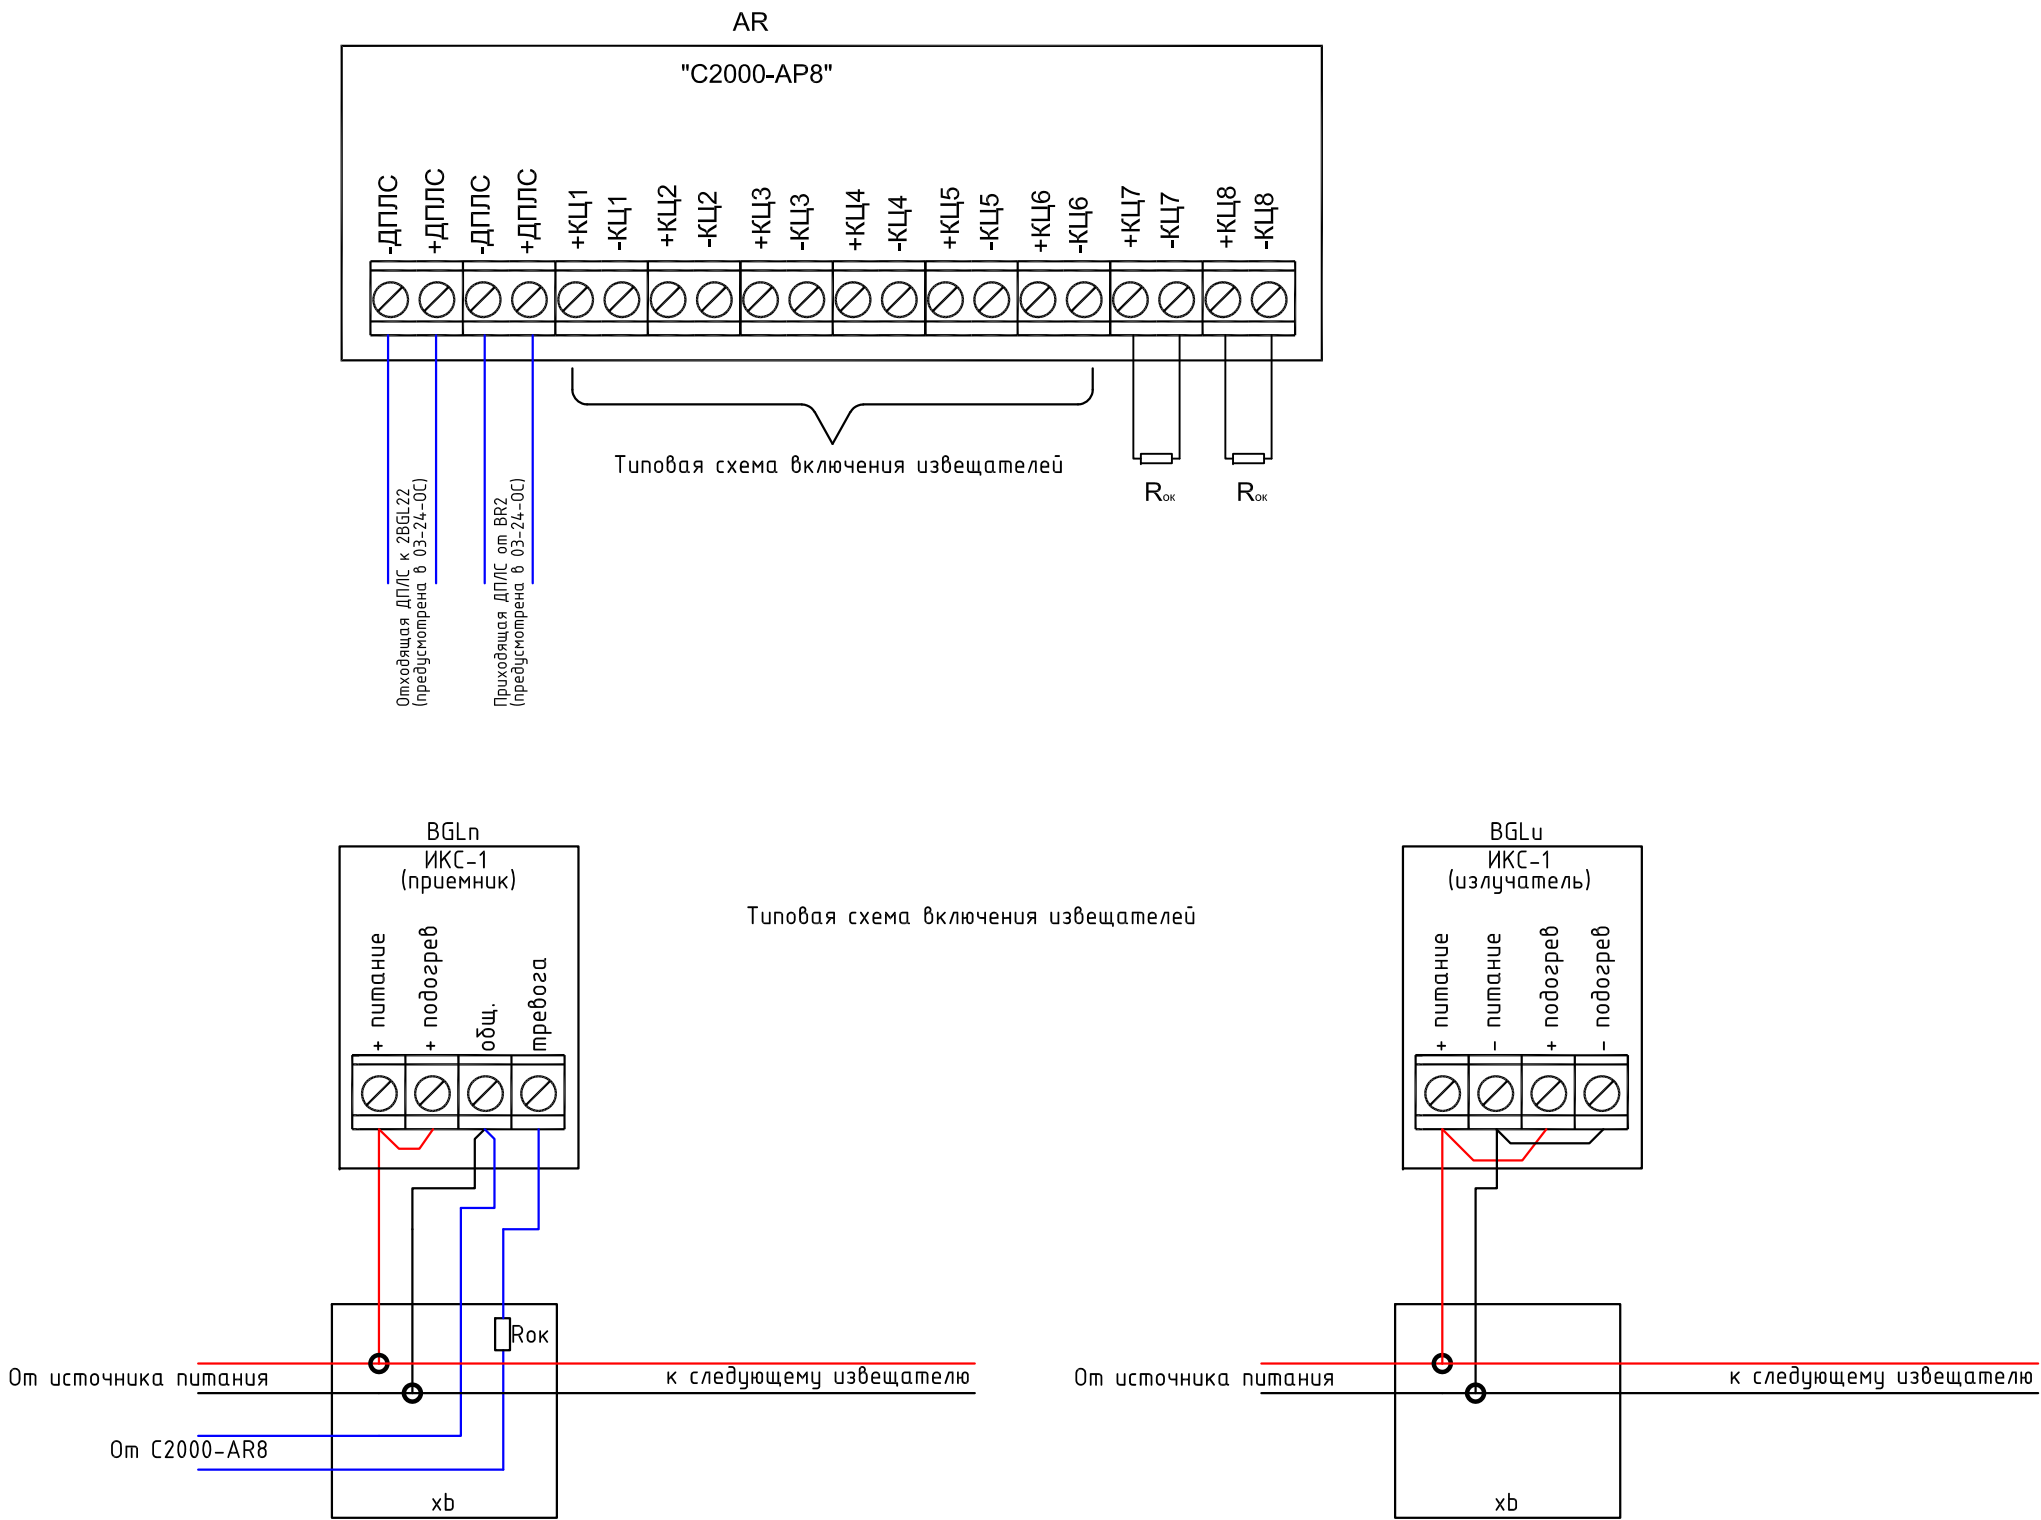 AR
"С2000-АР8"
-ДПЛС
+ДПЛС
-ДПЛС
+ДПЛС
+КЦ1
-КЦ1
+КЦ2
-КЦ2
+КЦ3
-КЦ3
+КЦ4
-КЦ4
+КЦ5
-КЦ5
+КЦ6
-КЦ6
+КЦ7
-КЦ7
+КЦ8
-КЦ8
Типовая схема включения извещателей
Rок
Rок
Отходящая ДПЛС к 2BGL22
(предусмотрена в 03-24-ОС)
Приходящая ДПЛС от BR2
(предусмотрена в 03-24-ОС)
BGLп
ИКС-1
(приемник)
+ питание
+ подогрев
общ.
тревога
Типовая схема включения извещателей
BGLи
ИКС-1
(излучатель)
+ питание
- питание
+ подогрев
- подогрев
Rок
От источника питания
к следующему извещателю
От С2000-AR8
xb
От источника питания
к следующему извещателю
xb